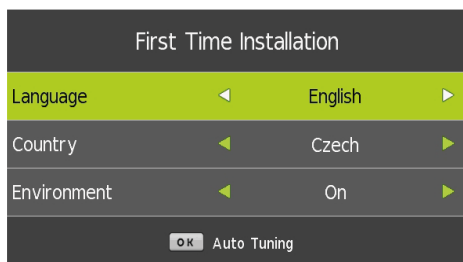 First Time Installation
Language English
Country Czech
Environment On
OK Auto Tuning